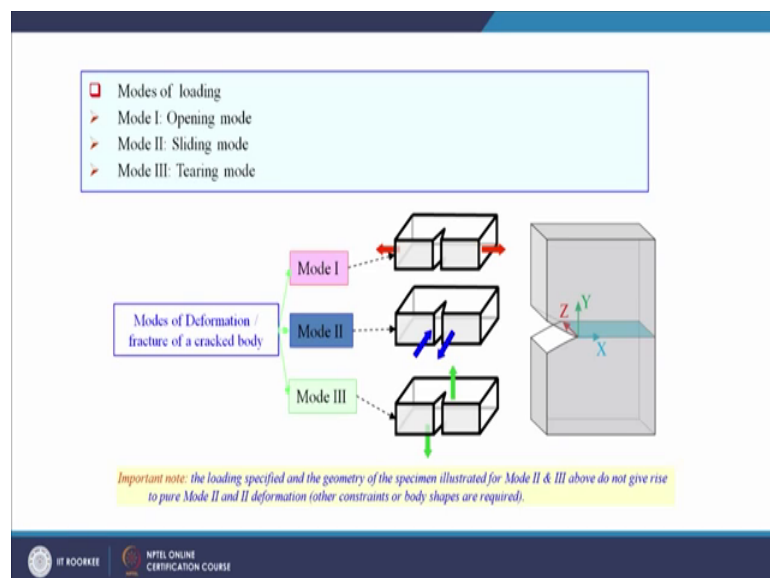 Modes of loading
Mode I: Opening mode
Mode II: Sliding mode
Mode III: Tearing mode
Modes of Deformation /
fracture of a cracked body
Mode I
Mode II
Mode III
Y
Z
X
Important note: the loading specified and the geometry of the specimen illustrated for Mode II & III above do not give rise
to pure Mode II and II deformation (other constraints or body shapes are required).
IIT ROORKEE
NPTEL ONLINE
CERTIFICATION COURSE